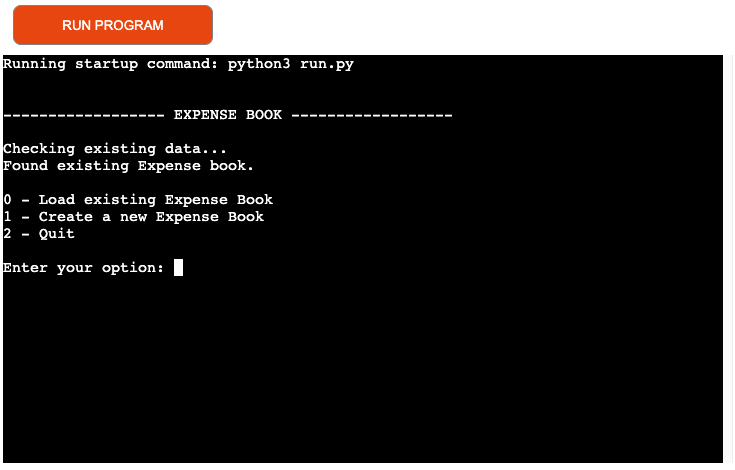 RUN PROGRAM
Running startup command: python3 run.py
------------------ EXPENSE BOOK ------------------
Checking existing data...
Found existing Expense book.
0 - Load existing Expense Book
1 - Create a new Expense Book
2 - Quit
Enter your option: